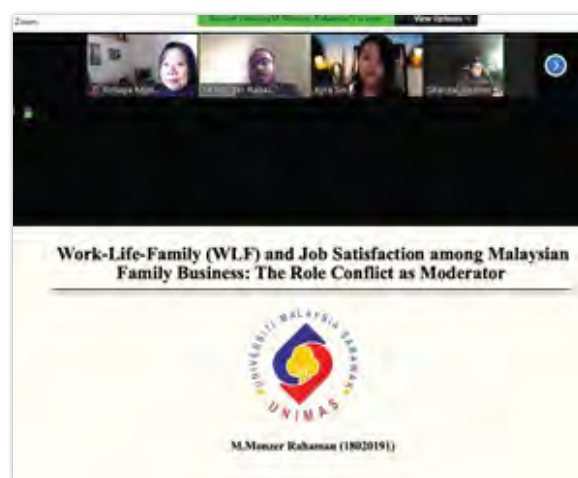 Zoom
View Options
Work-Life-Family (WLF) and Job Satisfaction among Malaysian
Family Business: The Role Conflict as Moderator
UNIVERSITI MALAYSIA SARAWAK
UNIMAS
M.Monzer Rahaman (18020191)